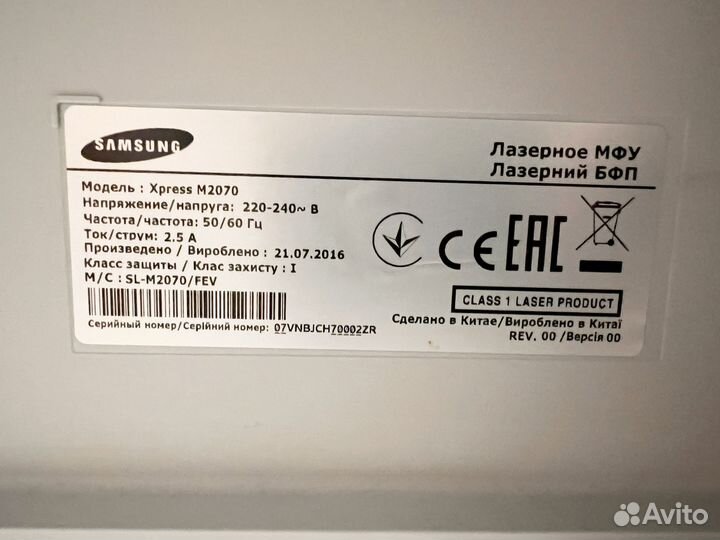 SAMSUNG
Лазерное МФУ
Лазерний БФП
Модель : Xpress M2070
Напряжение/напруга: 220-240~ В
Частота/частота: 50/60 Гц
Ток/струм: 2.5 А
Произведено / Вироблено : 21.07.2016
Класс защиты / Клас захисту : I
M/C : SL-M2070/FEV
CE EAC
CLASS 1 LASER PRODUCT
Серийный номер/Серійний номер: 07VNBJCH70002ZR
Сделано в Китае/Вироблено в Китаї
REV. 00 /Версія 00
Avito